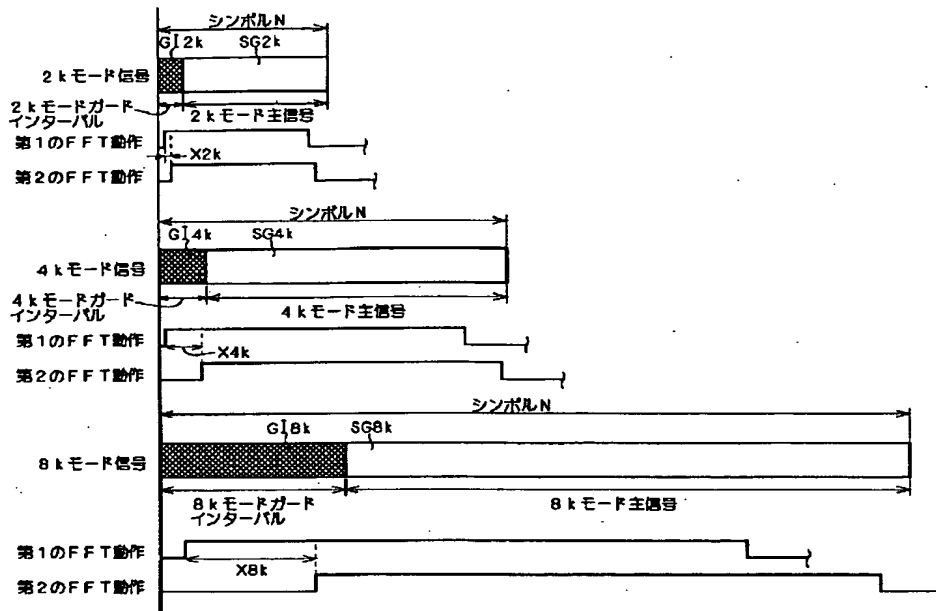 シンボルN
GI2k SG2k
2kモード信号
2kモードガード
インターバル
2kモード主信号
第1のFFT動作
X2k
第2のFFT動作
シンボルN
GI4k SG4k
4kモード信号
4kモードガード
インターバル
4kモード主信号
第1のFFT動作
X4k
第2のFFT動作
シンボルN
GI8k SG8k
8kモード信号
8kモードガード
インターバル
8kモード主信号
第1のFFT動作
X8k
第2のFFT動作